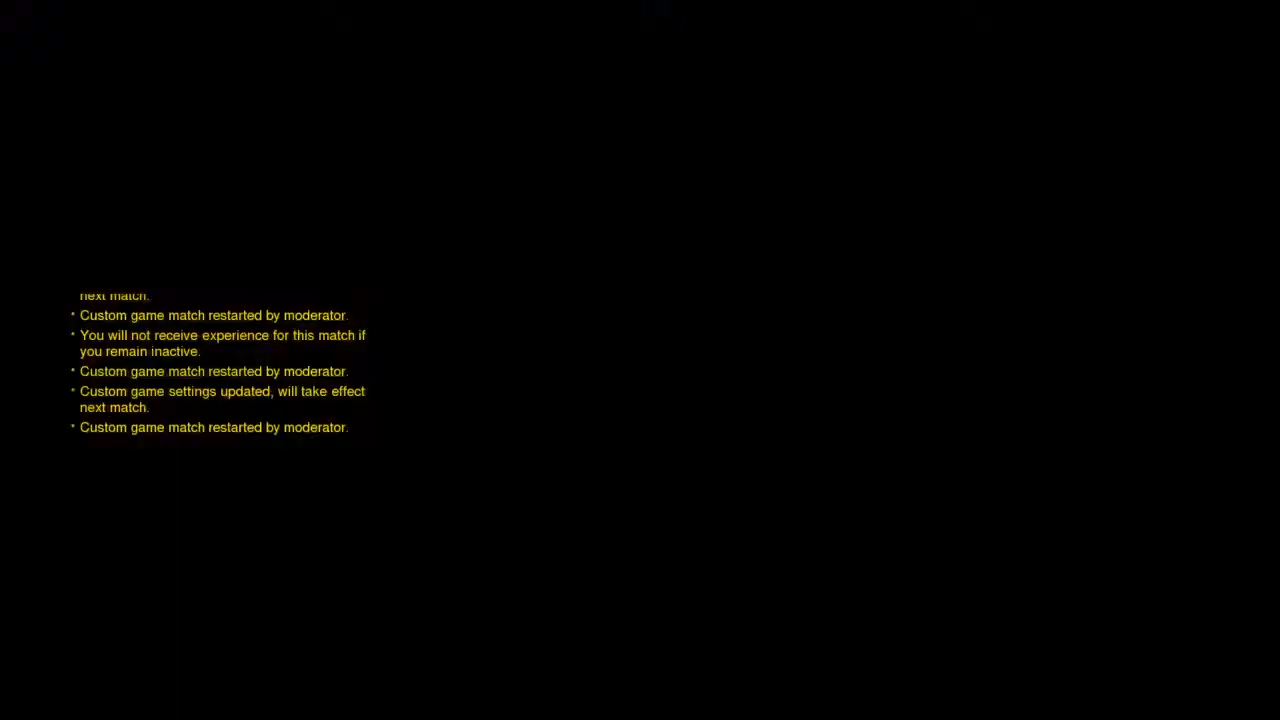 next match.
* Custom game match restarted by moderator.
* You will not receive experience for this match if
you remain inactive.
* Custom game match restarted by moderator.
* Custom game settings updated, will take effect
next match.
* Custom game match restarted by moderator.